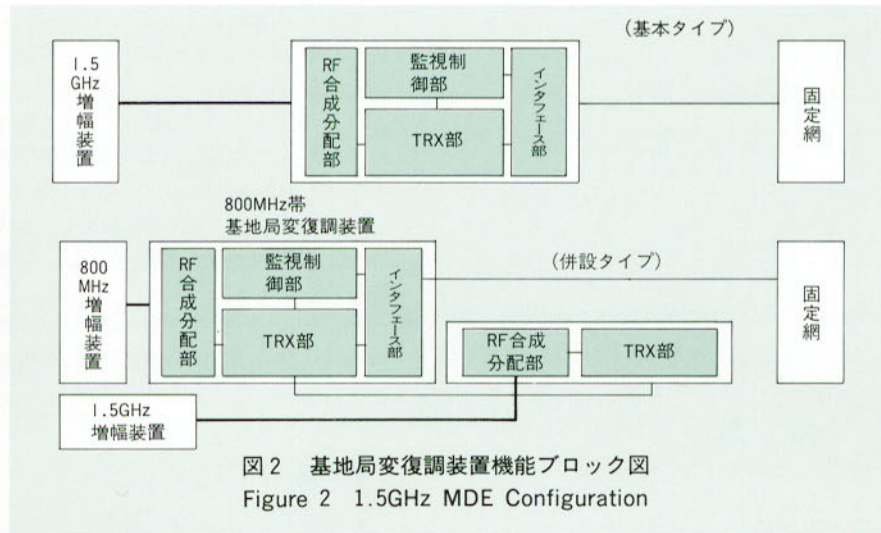 (基本タイプ)
1.5
GHz
増
幅
装
置
RF
合
成
分
配
部
監視制
御部
TRX部
インタフェース部
固
定
網
800MHz帯
基地局変復調装置
800
MHz
増
幅
装
置
RF
合
成
分
配
部
監視制
御部
TRX部
インタフェース部
(併設タイプ)
RF合成
分配部
TRX部
固
定
網
1.5GHz
増幅装置
図2 基地局変復調装置機能ブロック図
Figure 2 1.5GHz MDE Configuration